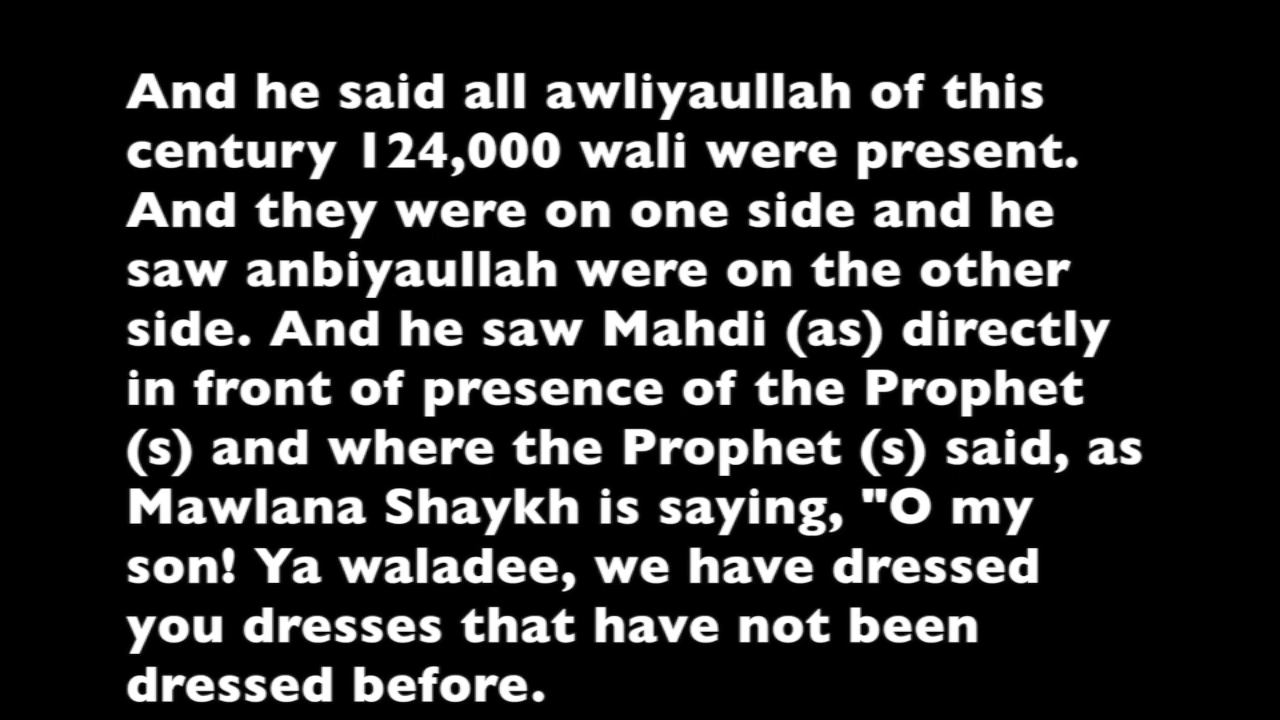 And he said all awliyaullah of this
century 124,000 wali were present.
And they were on one side and he
saw anbiyaullah were on the other
side. And he saw Mahdi (as) directly
in front of presence of the Prophet
(s) and where the Prophet (s) said, as
Mawlana Shaykh is saying, "O my
son! Ya waladee, we have dressed
you dresses that have not been
dressed before.